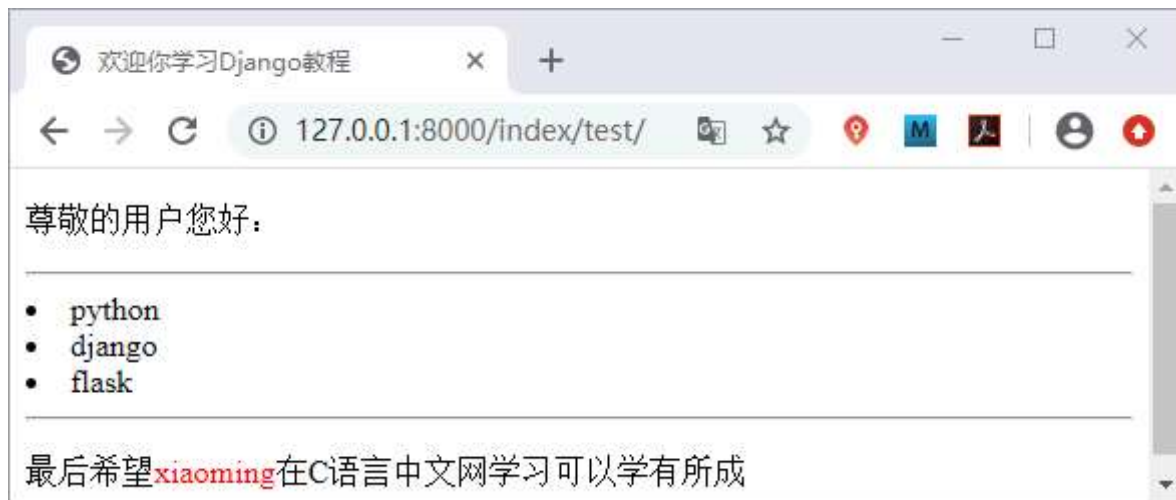 欢迎你学习Django教程
127.0.0.1:8000/index/test/
M
尊敬的用户您好：
python
django
flask
最后希望xiaoming在C语言中文网学习可以学有所成